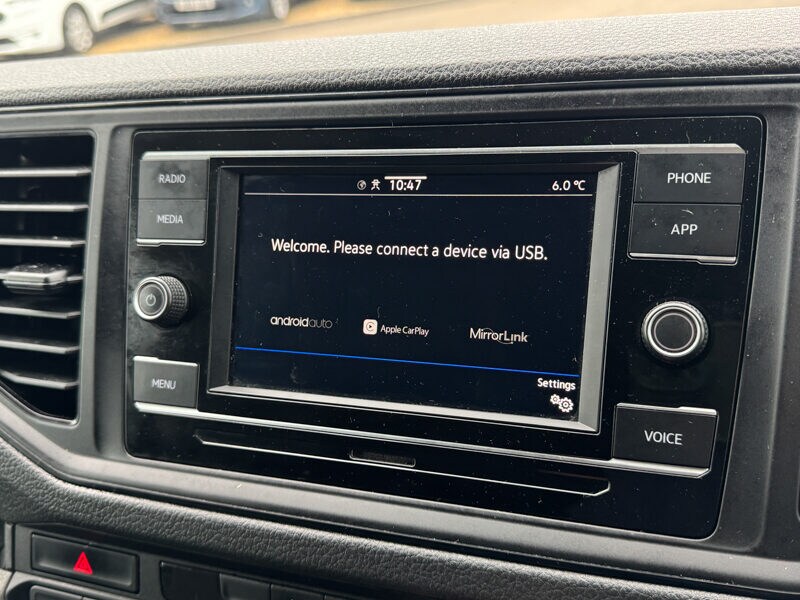 RADIO
MEDIA
MENU
10:47
6.0 °C
Welcome. Please connect a device via USB.
androidauto
Apple CarPlay
MirrorLink
Settings
PHONE
APP
VOICE